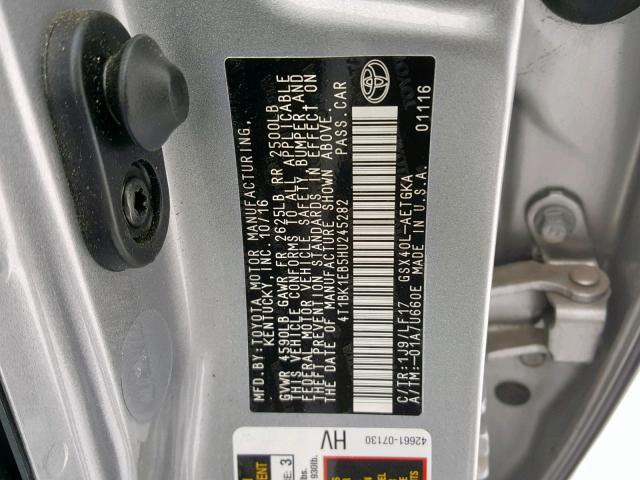 MFD.BY:TOYOTA MOTOR MANUFACTURING,
KENTUCKY, INC. 10/16
GVWR 4590LB GAWR FR 2625LB RR 2500LB
THIS VEHICLE CONFORMS TO ALL APPLICABLE
FEDERAL MOTOR VEHICLE SAFETY, BUMPER, AND
THEFT PREVENTION STANDARDS IN EFFECT ON
THE DATE OF MANUFACTURE SHOWN ABOVE.
4T1BK1EB5HU245282 PASS.CAR
C/TR:1J9/LF17 GSX40L-AETGKA
A/TM:-01A/U660E MADE IN U.S.A.
01116
42661-07130
HV
3
930lb.